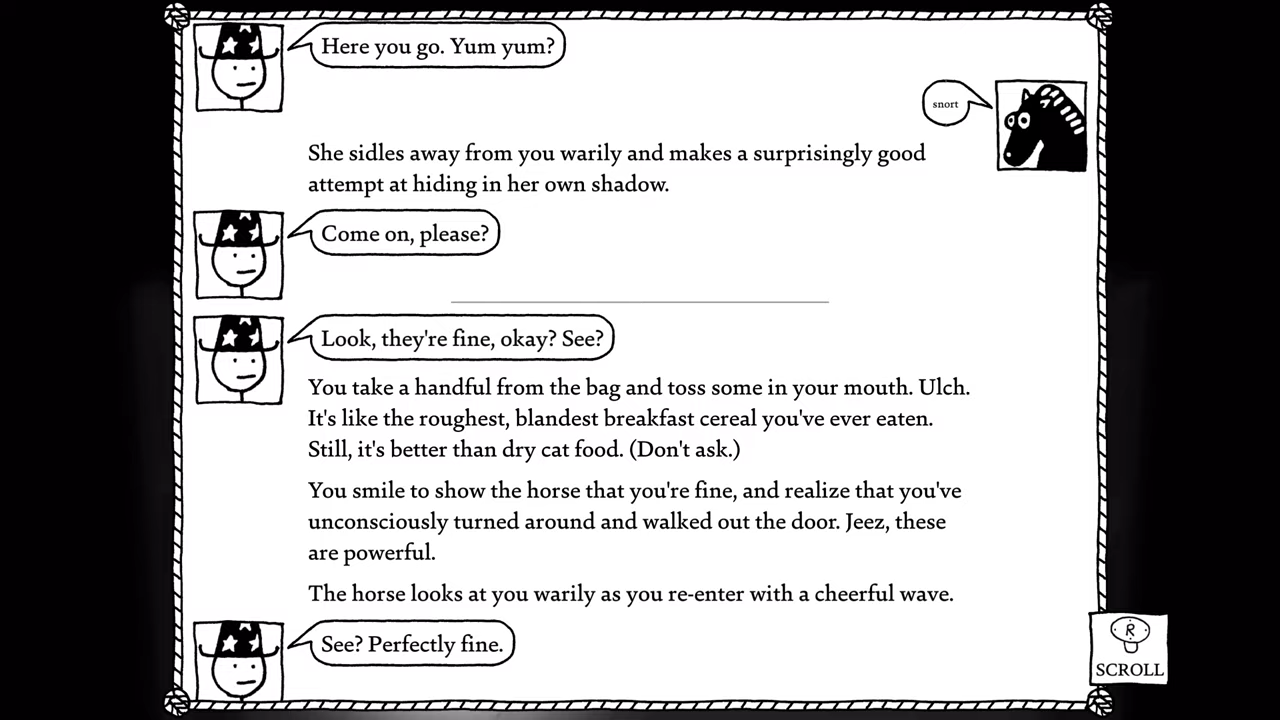 Here you go. Yum yum?
snort
She sidles away from you warily and makes a surprisingly good
attempt at hiding in her own shadow.
Come on, please?
Look, they're fine, okay? See?
You take a handful from the bag and toss some in your mouth. Ulch.
It's like the roughest, blandest breakfast cereal you've ever eaten.
Still, it's better than dry cat food. (Don't ask.)
You smile to show the horse that you're fine, and realize that you've
unconsciously turned around and walked out the door. Jeez, these
are powerful.
The horse looks at you warily as you re-enter with a cheerful wave.
See? Perfectly fine.
R
SCROLL